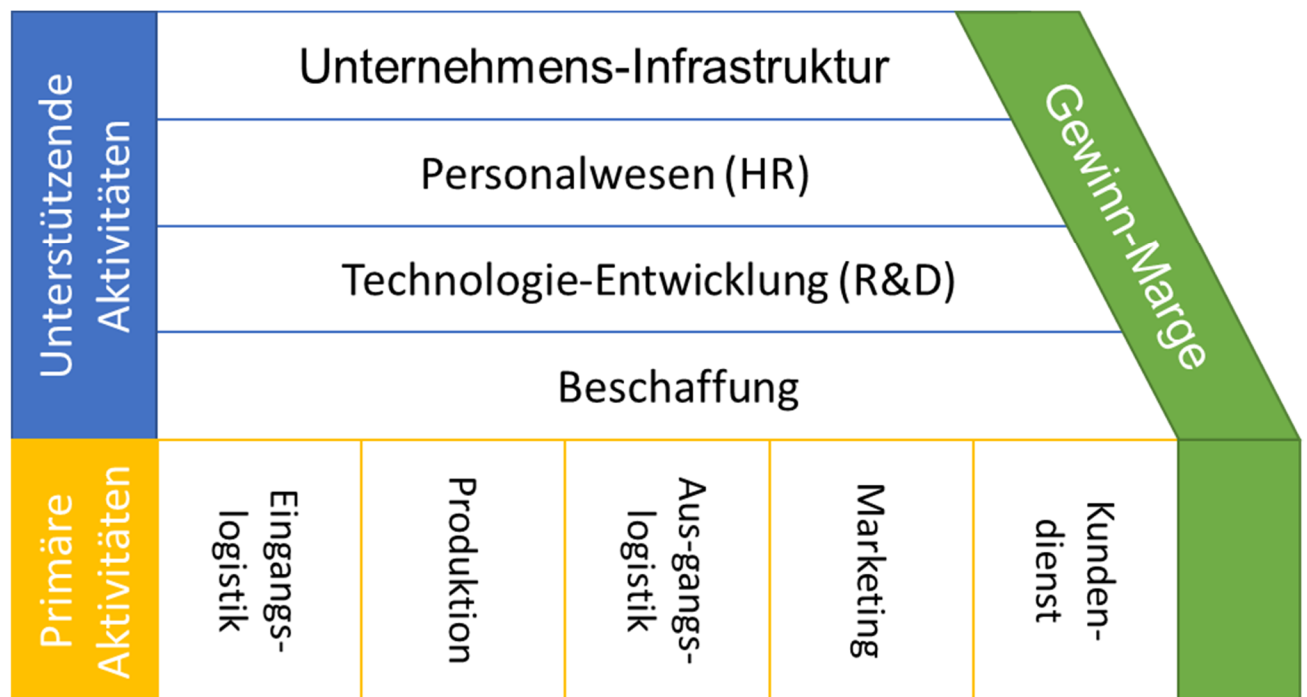 Unterstützende
Aktivitäten
Unternehmens-Infrastruktur
Personalwesen (HR)
Technologie-Entwicklung (R&D)
Beschaffung
Gewinn-Marge
Primäre
Aktivitäten
Eingangs-
logistik
Produktion
Aus-gangs-
logistik
Marketing
Kunden-
dienst